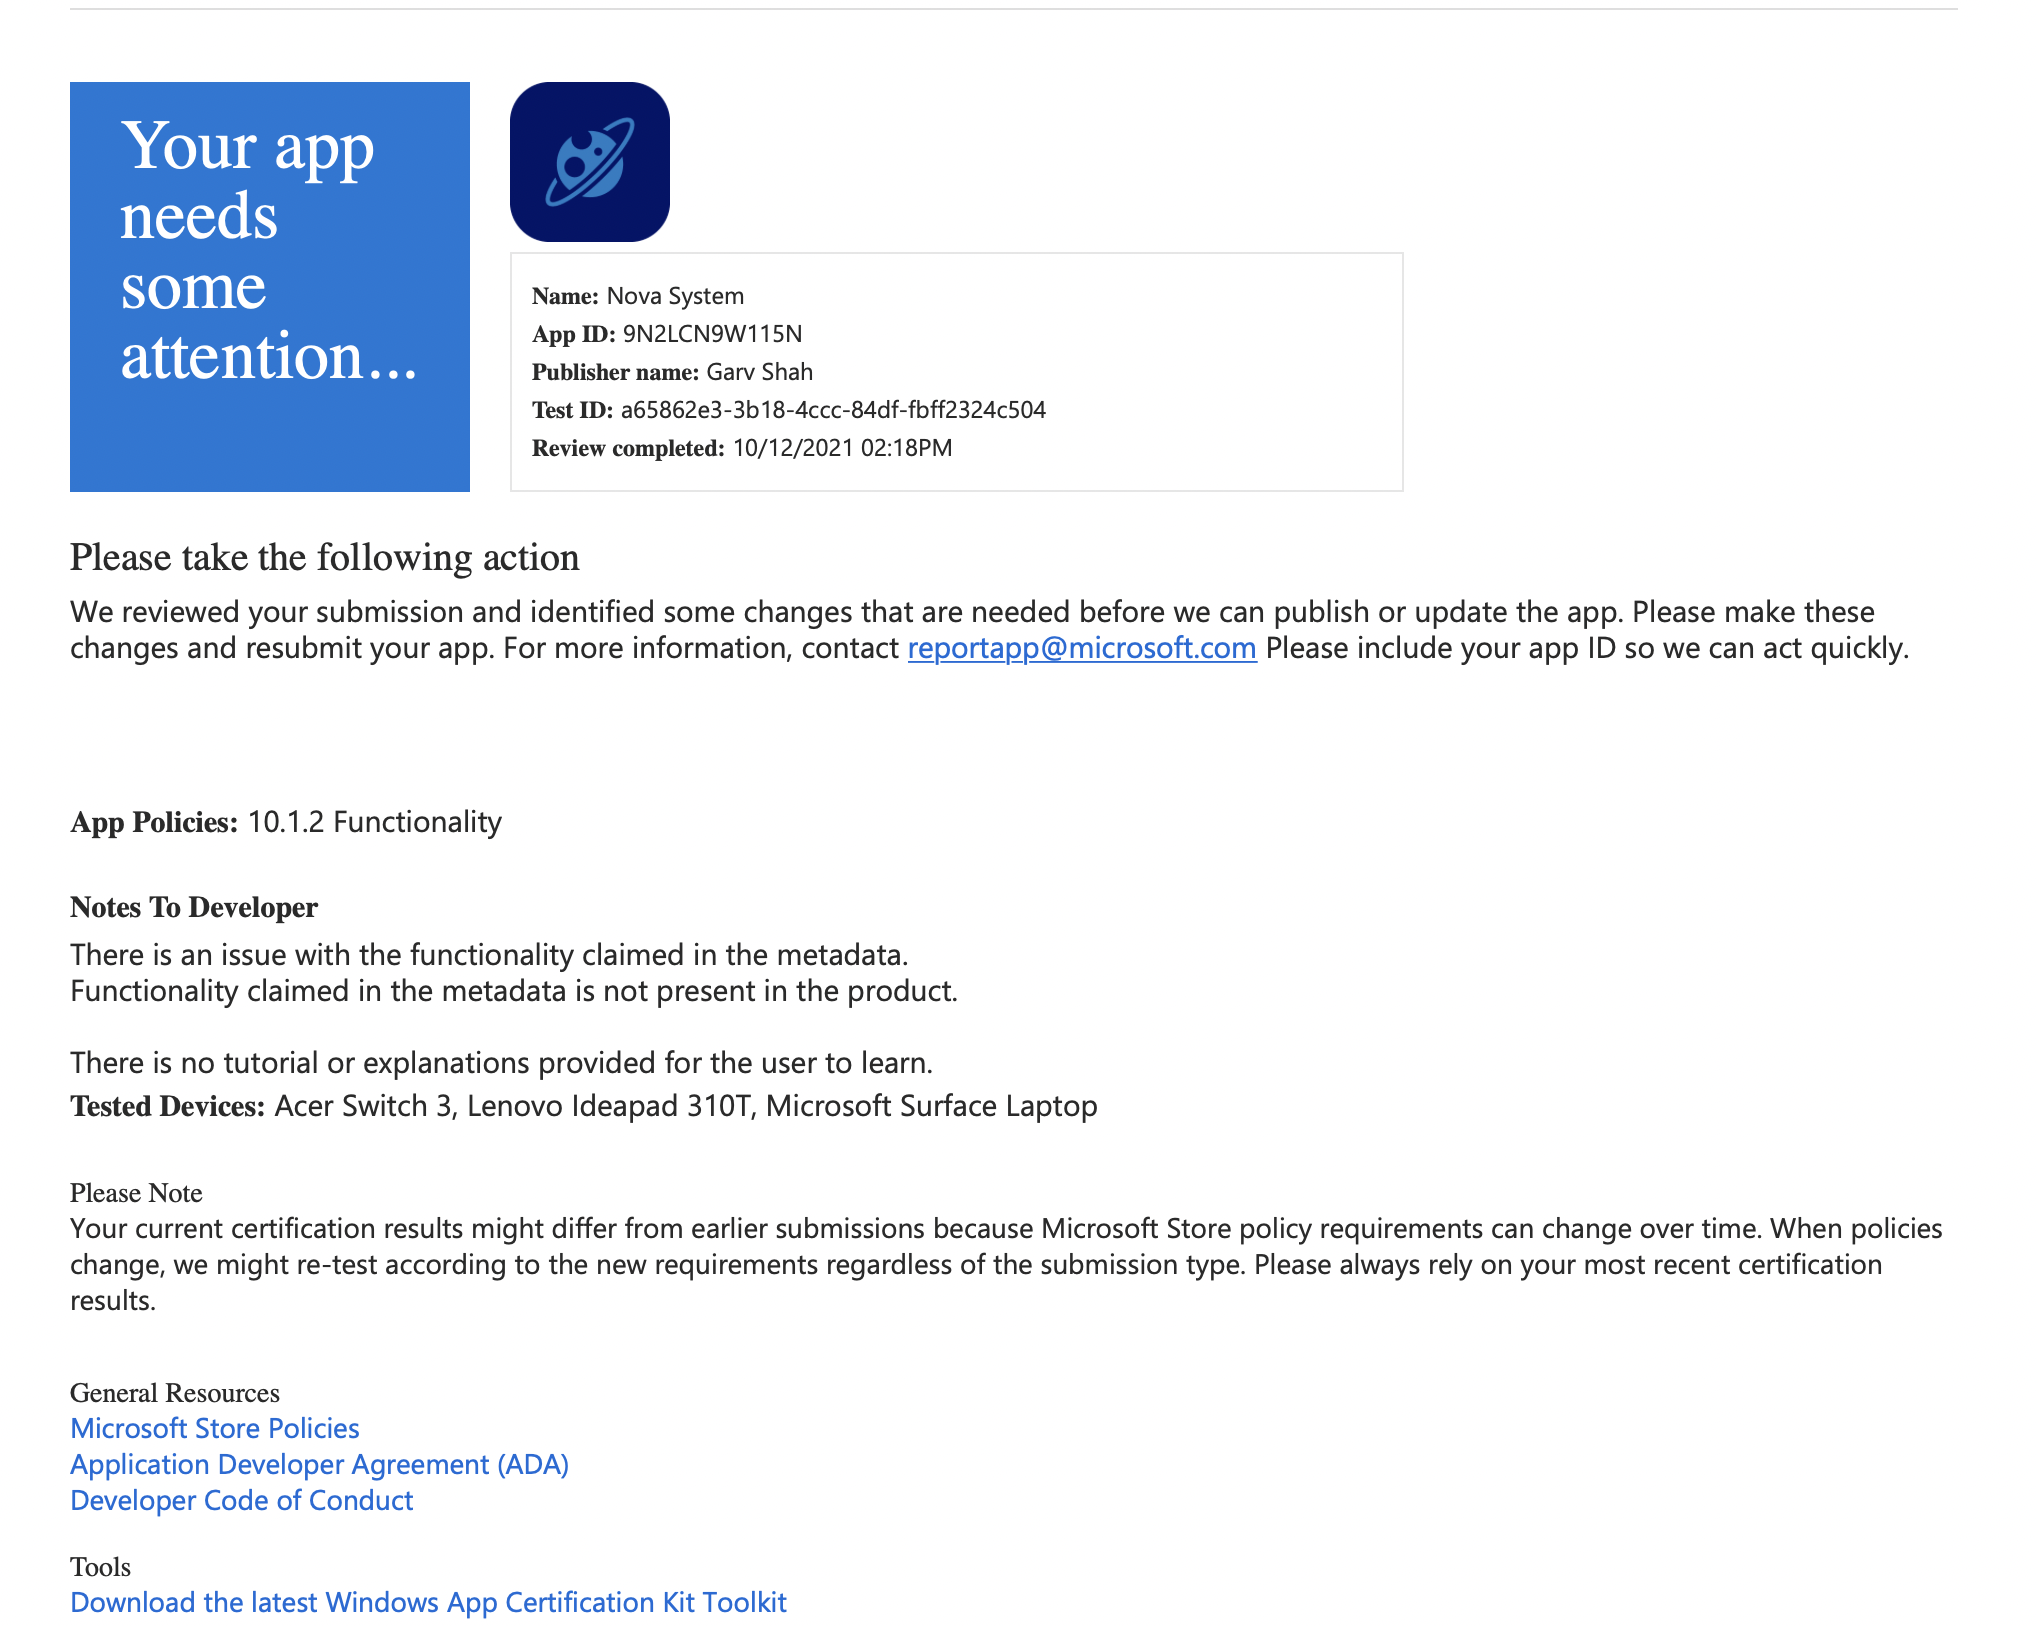 Your app
needs
some
attention...
Name: Nova System
App ID: 9N2LCN9W115N
Publisher name: Garv Shah
Test ID: a65862e3-3b18-4ccc-84df-fbff2324c504
Review completed: 10/12/2021 02:18PM
Please take the following action
We reviewed your submission and identified some changes that are needed before we can publish or update the app. Please make these
changes and resubmit your app. For more information, contact reportapp@microsoft.com Please include your app ID so we can act quickly.
App Policies: 10.1.2 Functionality
Notes To Developer
There is an issue with the functionality claimed in the metadata.
Functionality claimed in the metadata is not present in the product.
There is no tutorial or explanations provided for the user to learn.
Tested Devices: Acer Switch 3, Lenovo Ideapad 310T, Microsoft Surface Laptop
Please Note
Your current certification results might differ from earlier submissions because Microsoft Store policy requirements can change over time. When policies
change, we might re-test according to the new requirements regardless of the submission type. Please always rely on your most recent certification
results.
General Resources
Microsoft Store Policies
Application Developer Agreement (ADA)
Developer Code of Conduct
Tools
Download the latest Windows App Certification Kit Toolkit